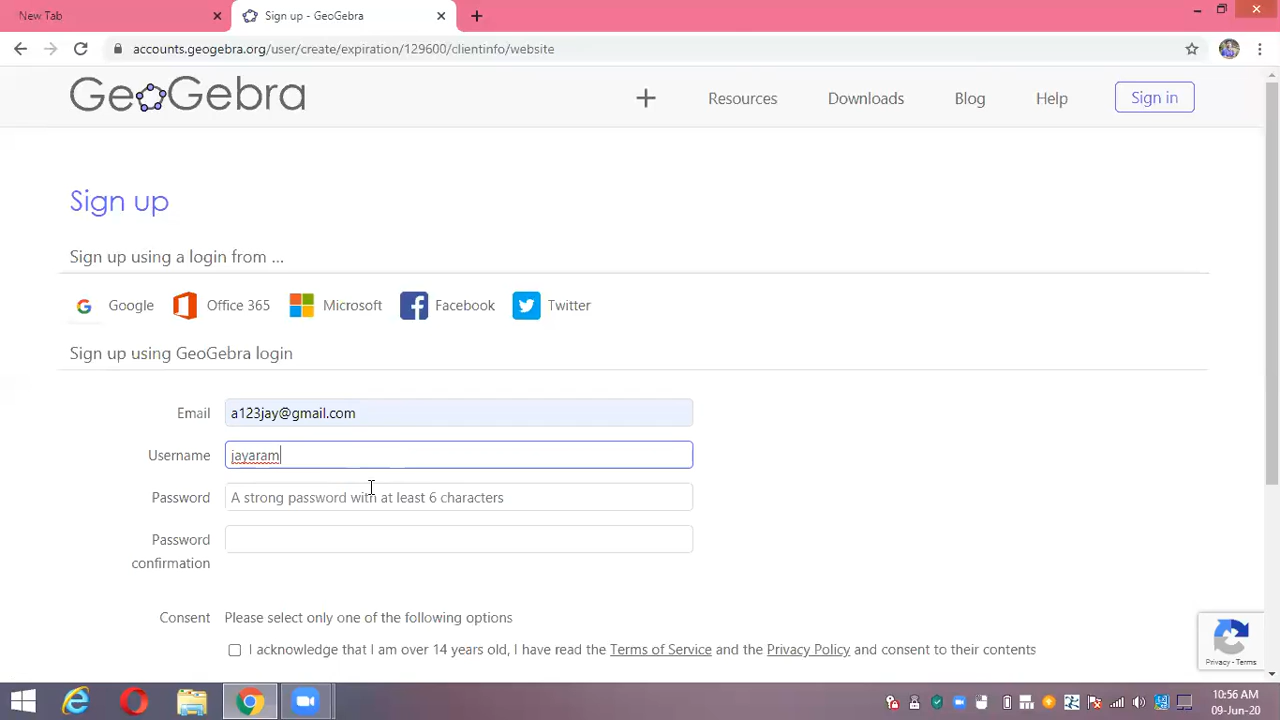 New Tab
Sign up - GeoGebra
accounts.geogebra.org/user/create/expiration/129600/clientinfo/website
GeoGebra
Resources
Downloads
Blog
Help
Sign in
Sign up
Sign up using a login from ...
Google
Office 365
Microsoft
Facebook
Twitter
Sign up using GeoGebra login
Email
a123jay@gmail.com
Username
jayaram
Password
A strong password with at least 6 characters
Password
confirmation
Consent
Please select only one of the following options
I acknowledge that I am over 14 years old, I have read the Terms of Service and the Privacy Policy and consent to their contents
Privacy - Terms
10:56 AM
09-Jun-20